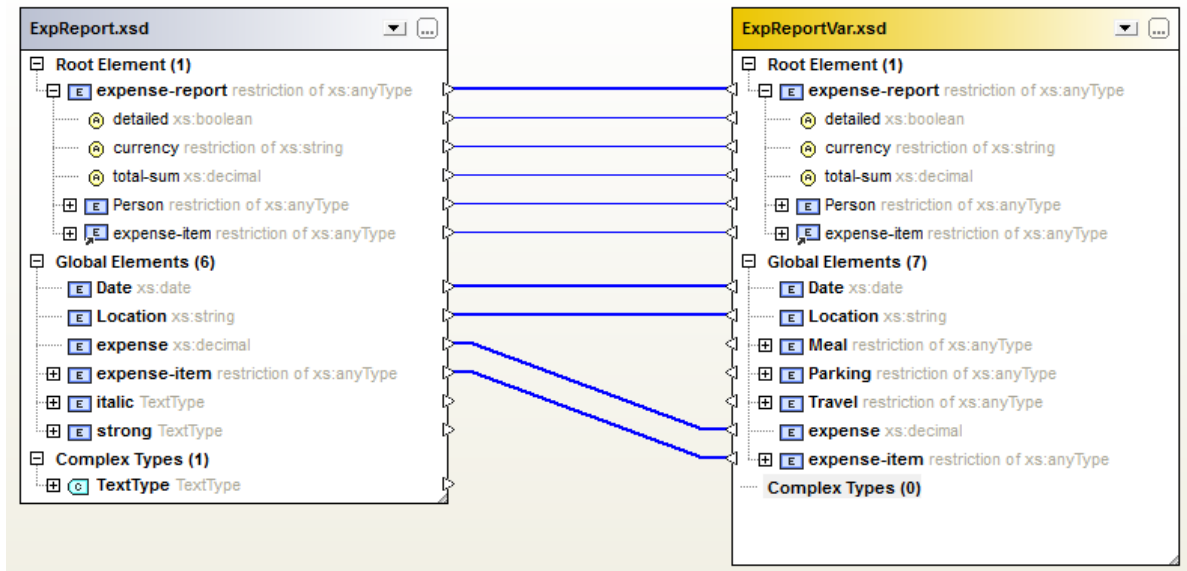 ExpReport.xsd
...
Root Element (1)
E expense-report restriction of xs:anyType
A detailed xs:boolean
A currency restriction of xs:string
A total-sum xs:decimal
E Person restriction of xs:anyType
E expense-item restriction of xs:anyType
Global Elements (6)
E Date xs:date
E Location xs:string
E expense xs:decimal
E expense-item restriction of xs:anyType
E italic TextType
E strong TextType
Complex Types (1)
C TextType TextType
ExpReportVar.xsd
...
Root Element (1)
E expense-report restriction of xs:anyType
A detailed xs:boolean
A currency restriction of xs:string
A total-sum xs:decimal
E Person restriction of xs:anyType
E expense-item restriction of xs:anyType
Global Elements (7)
E Date xs:date
E Location xs:string
E Meal restriction of xs:anyType
E Parking restriction of xs:anyType
E Travel restriction of xs:anyType
E expense xs:decimal
E expense-item restriction of xs:anyType
Complex Types (0)